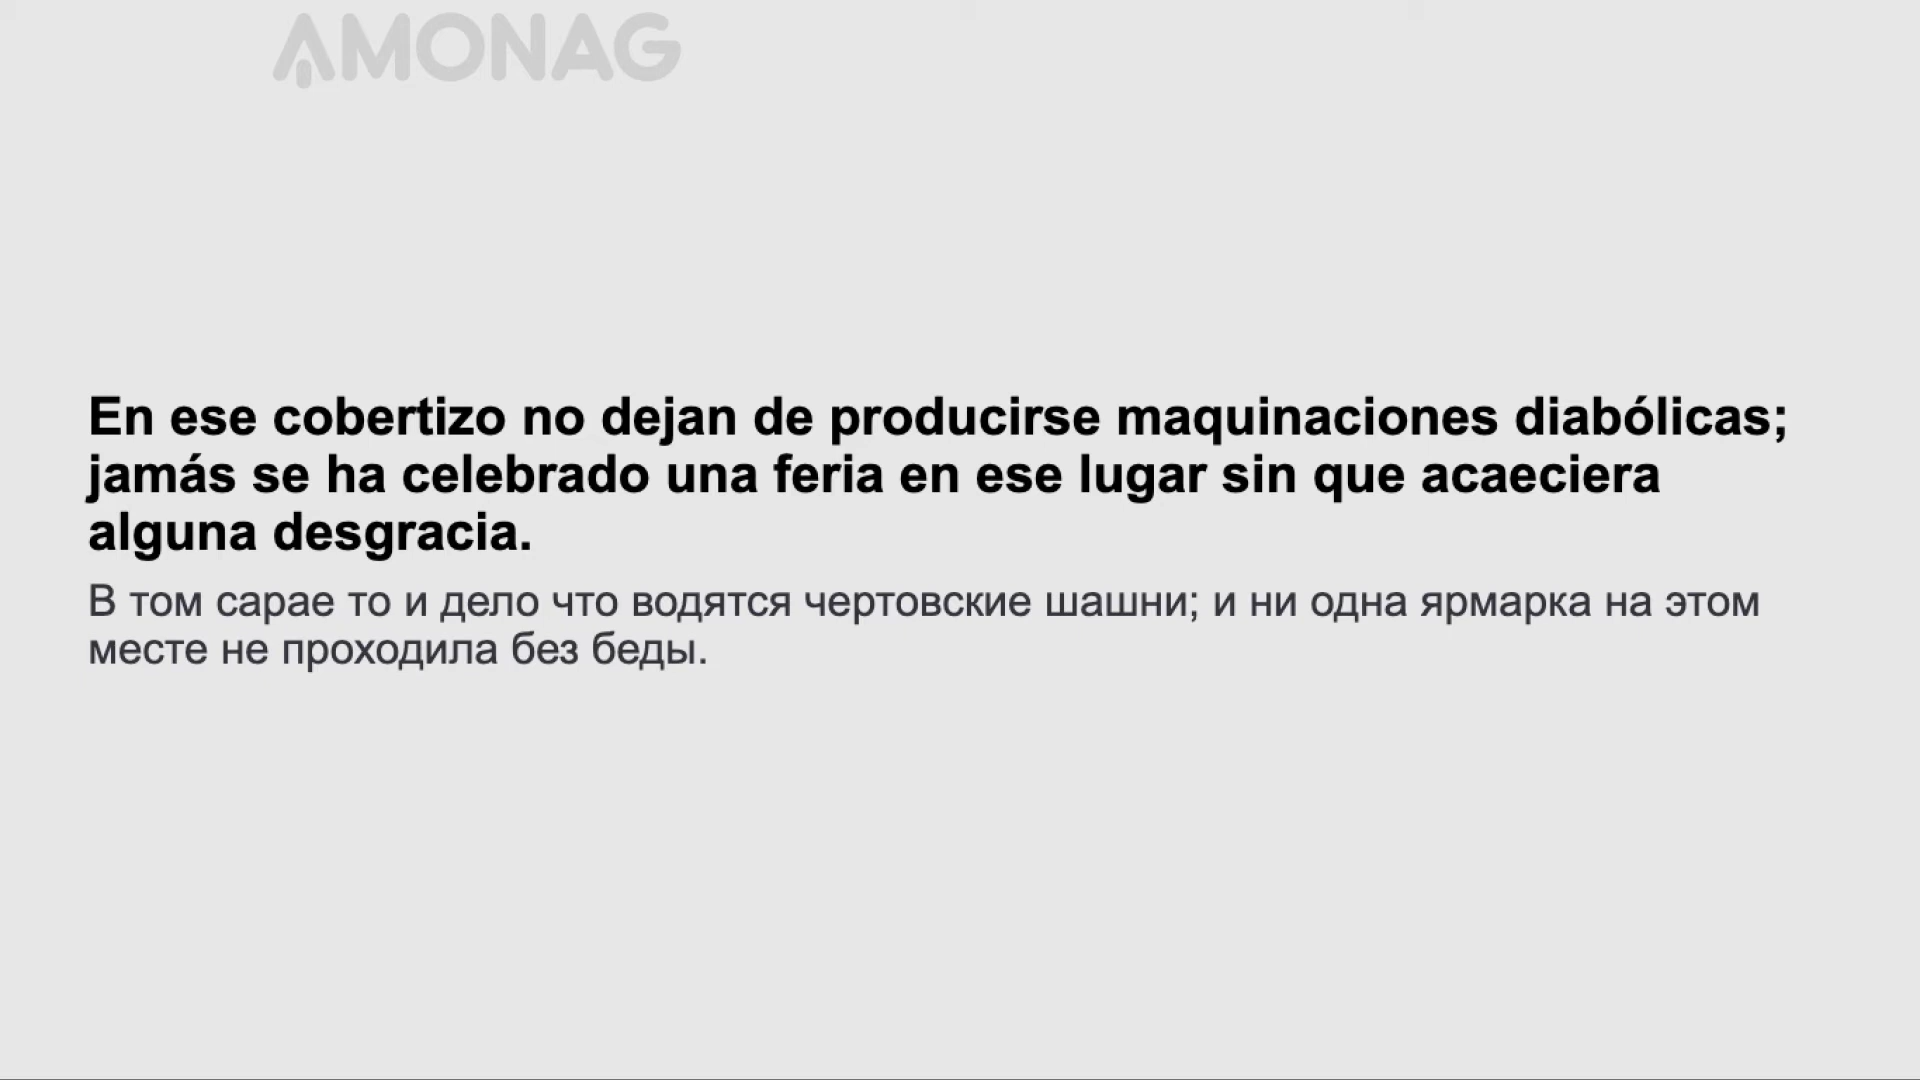 AMONAG
En ese cobertizo no dejan de producirse maquinaciones diabólicas;
jamás se ha celebrado una feria en ese lugar sin que acaeciera
alguna desgracia.
В том сарае то и дело что водятся чертовские шашни; и ни одна ярмарка на этом
месте не проходила без беды.